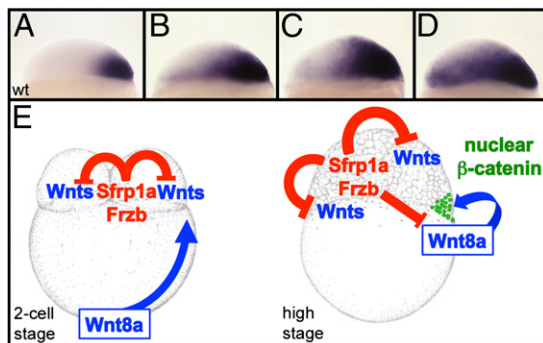 A B C D
wt
E
Wnts Sfrp1a Wnts
Frzb
Wnt8a
2-cell
stage
Sfrp1a
Frzb
Wnts
Wnts
nuclear
β-catenin
Wnt8a
high
stage